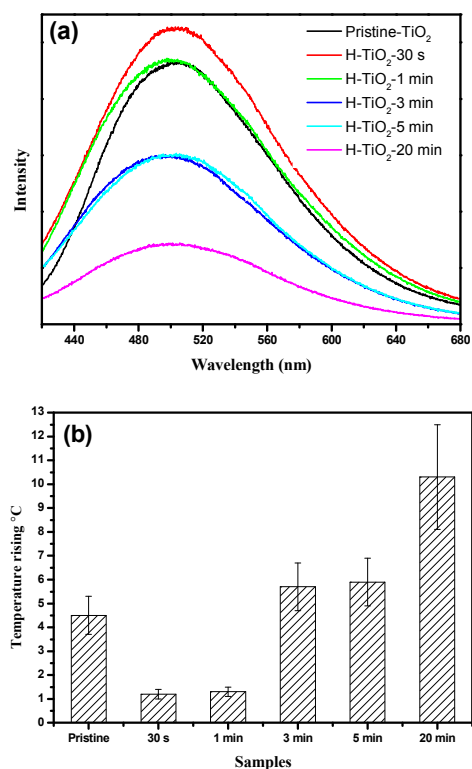 (a)
Pristine-TiO₂
H-TiO₂-30 s
H-TiO₂-1 min
H-TiO₂-3 min
H-TiO₂-5 min
H-TiO₂-20 min
Intensity
440 480 520 560 600 640 680
Wavelength (nm)
(b)
Temperature rising °C
13
12
11
10
9
8
7
6
5
4
3
2
1
0
Pristine 30 s 1 min 3 min 5 min 20 min
Samples